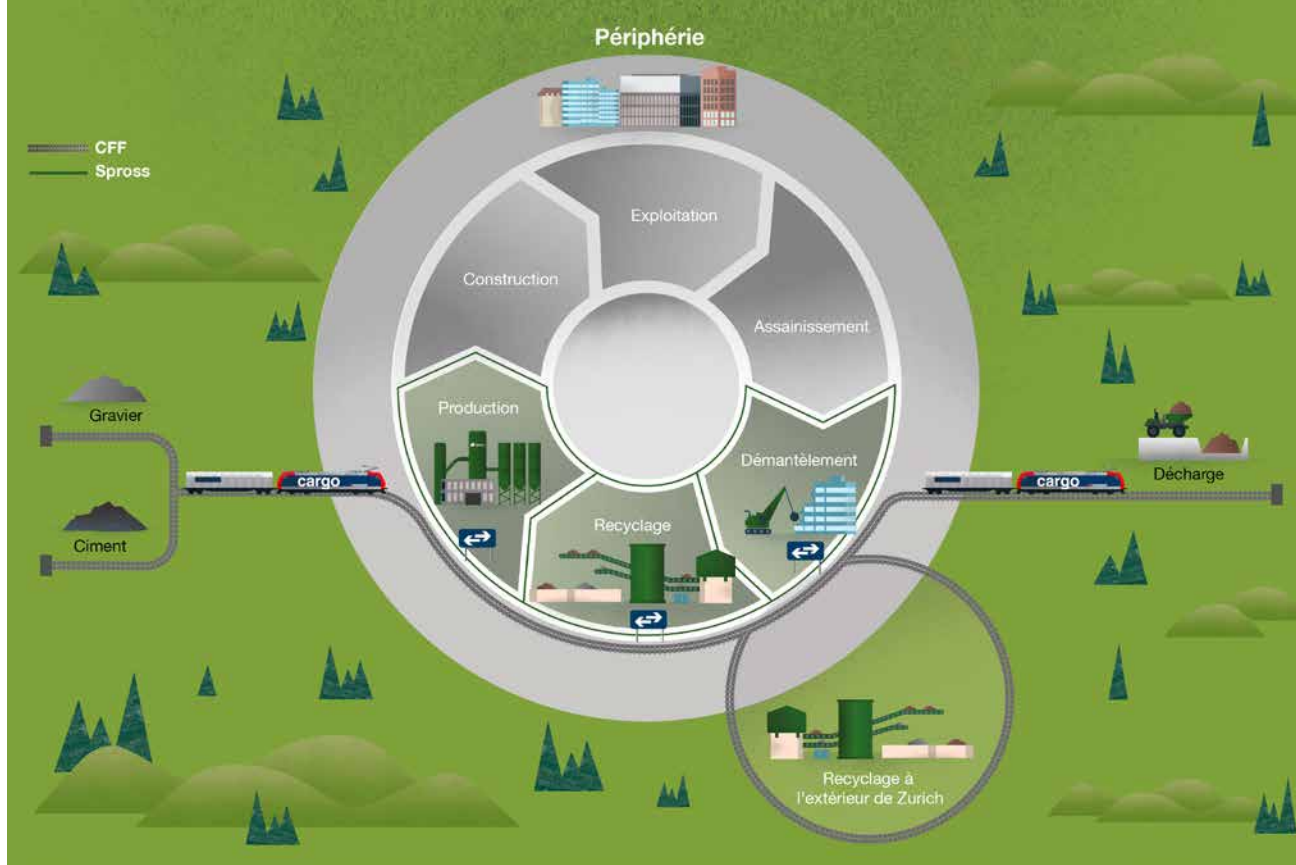 Périphérie
CFF
Spross
Exploitation
Construction
Assainissement
Gravier
Production
Démantèlement
Décharge
cargo
cargo
Ciment
Recyclage
Recyclage à
l'extérieur de Zurich